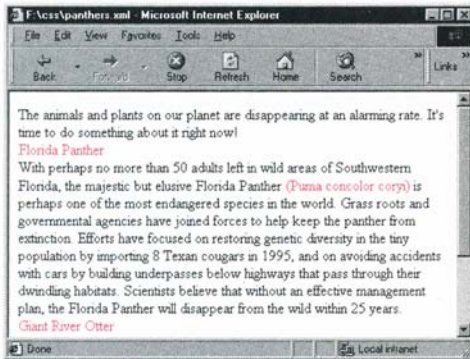 F:\css\panthers.xml - Microsoft Internet Explorer
File Edit View Favorites Tools Help
Back Forward Stop Refresh Home Search » Links »
The animals and plants on our planet are disappearing at an alarming rate. It's
time to do something about it right now!
Florida Panther
With perhaps no more than 50 adults left in wild areas of Southwestern
Florida, the majestic but elusive Florida Panther (Puma concolor coryi) is
perhaps one of the most endangered species in the world. Grass roots and
governmental agencies have joined forces to help keep the panther from
extinction. Efforts have focused on restoring genetic diversity in the tiny
population by importing 8 Texan cougars in 1995, and on avoiding accidents
with cars by building underpasses below highways that pass through their
dwindling habitats. Scientists believe that without an effective management
plan, the Florida Panther will disappear from the wild within 25 years.
Giant River Otter
Done Local intranet